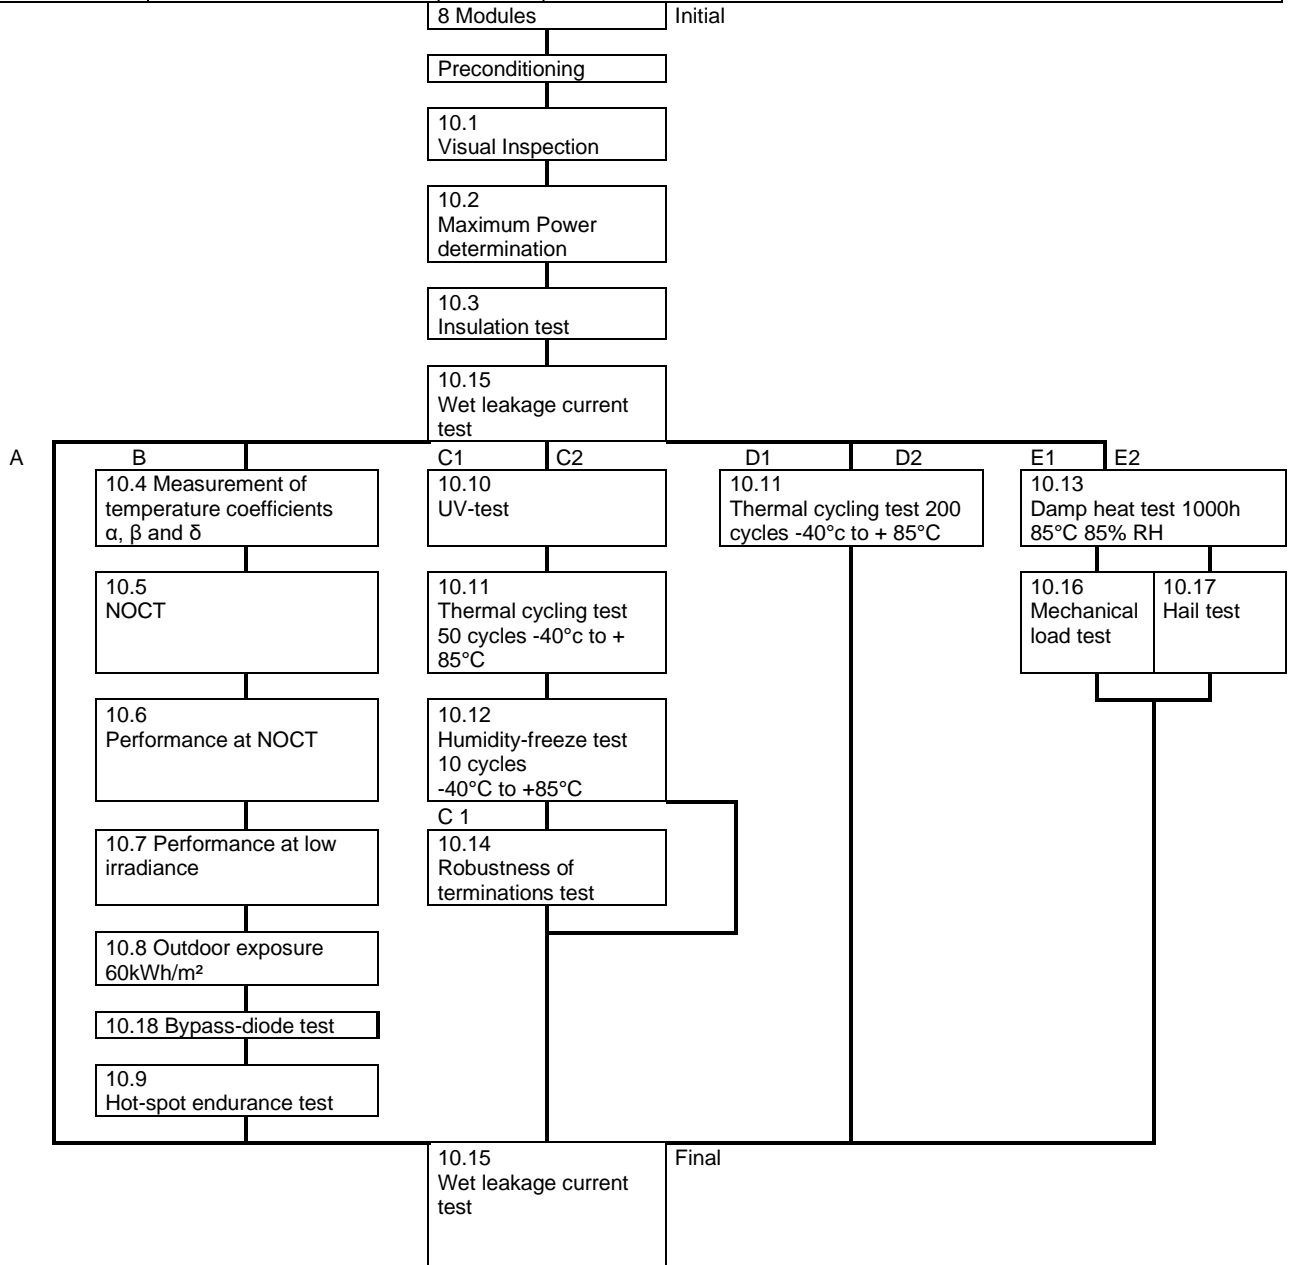 8 Modules
Initial
Preconditioning
10.1
Visual Inspection
10.2
Maximum Power
determination
10.3
Insulation test
10.15
Wet leakage current
test
A
B
C1
C2
D1
D2
E1
E2
10.4 Measurement of
temperature coefficients
α, β and δ
10.5
NOCT
10.6
Performance at NOCT
10.7 Performance at low
irradiance
10.8 Outdoor exposure
60kWh/m²
10.18 Bypass-diode test
10.9
Hot-spot endurance test
10.10
UV-test
10.11
Thermal cycling test
50 cycles -40°c to +
85°C
10.12
Humidity-freeze test
10 cycles
-40°C to +85°C
C 1
10.14
Robustness of
terminations test
10.11
Thermal cycling test 200
cycles -40°c to + 85°C
10.13
Damp heat test 1000h
85°C 85% RH
10.16
Mechanical
load test
10.17
Hail test
10.15
Wet leakage current
test
Final